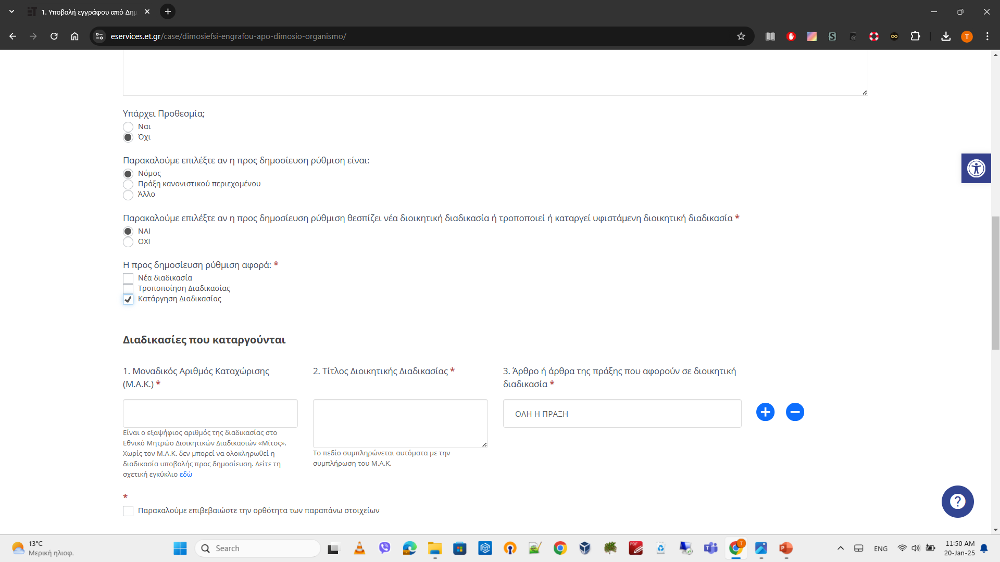 1. Υποβολή εγγράφου από Δημ
eservices.et.gr/case/dimosiefsi-engrafou-apo-dimosio-organismo/
T
Υπάρχει Προθεσμία;
Ναι
Όχι
Παρακαλούμε επιλέξτε αν η προς δημοσίευση ρύθμιση είναι:
Νόμος
Πράξη κανονιστικού περιεχομένου
Άλλο
Παρακαλούμε επιλέξτε αν η προς δημοσίευση ρύθμιση θεσπίζει νέα διοικητική διαδικασία ή τροποποιεί ή καταργεί υφιστάμενη διοικητική διαδικασία *
ΝΑΙ
ΟΧΙ
Η προς δημοσίευση ρύθμιση αφορά: *
Νέα διαδικασία
Τροποποίηση Διαδικασίας
Κατάργηση Διαδικασίας
Διαδικασίες που καταργούνται
1. Μοναδικός Αριθμός Καταχώρισης
(Μ.Α.Κ.) *
Είναι ο εξαψήφιος αριθμός της διαδικασίας στο
Εθνικό Μητρώο Διοικητικών Διαδικασιών «Μίτος».
Χωρίς τον Μ.Α.Κ. δεν μπορεί να ολοκληρωθεί η
διαδικασία υποβολής προς δημοσίευση. Δείτε τη
σχετική εγκύκλιο εδώ
2. Τίτλος Διοικητικής Διαδικασίας *
Το πεδίο συμπληρώνεται αυτόματα με την
συμπλήρωση του Μ.Α.Κ.
3. Άρθρο ή άρθρα της πράξης που αφορούν σε διοικητική
διαδικασία *
ΟΛΗ Η ΠΡΑΞΗ
*
Παρακαλούμε επιβεβαιώστε την ορθότητα των παραπάνω στοιχείων
13°C
Μερική ηλιοφ.
Search
PDF
T
ENG
11:50 AM
20-Jan-25